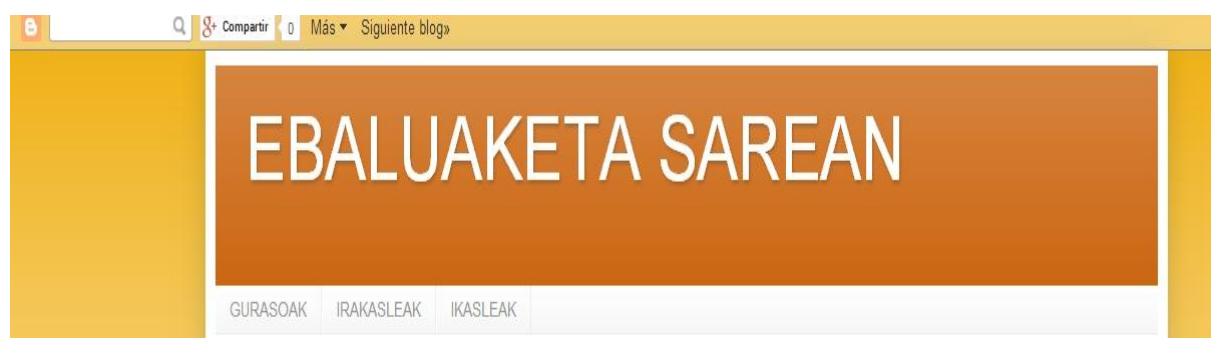 Compartir 0 Más Siguiente blog»
EBALUAKETA SAREAN
GURASOAK IRAKASLEAK IKASLEAK